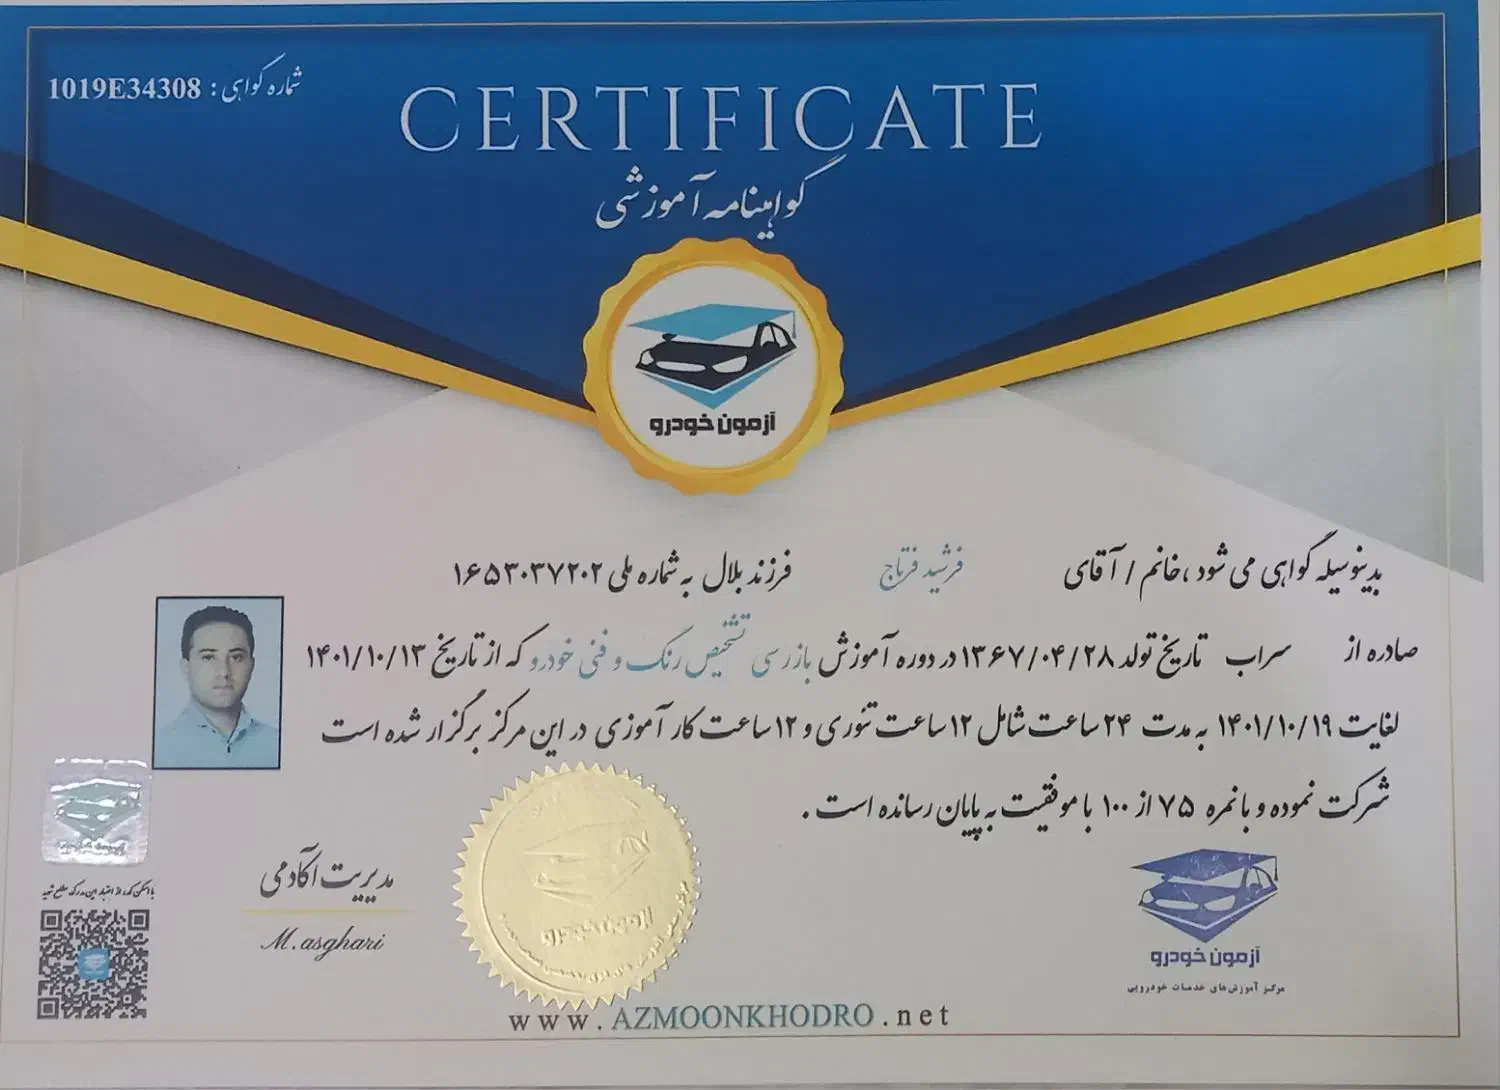 شماره گواهی : 1019E34308
CERTIFICATE
گواهینامه آموزشی
آزمون خودرو
بدینوسیله گواهی می شود ، خانم / آقای فرشید فرتاج فرزند بلال به شماره ملی ۱۶۵۳۰۳۷۲۰۲
صادره از سراب تاریخ تولد ۱۳۶۷/۰۴/۲۸ در دوره آموزش بازرسی تشخیص رنگ و فنی خودرو که از تاریخ ۱۴۰۱/۱۰/۱۳
لغایت ۱۴۰۱/۱۰/۱۹ به مدت ۲۴ ساعت شامل ۱۲ ساعت تئوری و ۱۲ ساعت کار آموزی در این مرکز برگزار شده است
شرکت نموده و با نمره ۷۵ از ۱۰۰ با موفقیت به پایان رسانده است .
مدیریت آکادمی
M.asghari
آزمون خودرو
آزمون خودرو
مرکز آموزش‌های خدمات خودرویی
www.AZMOONKHODRO.net